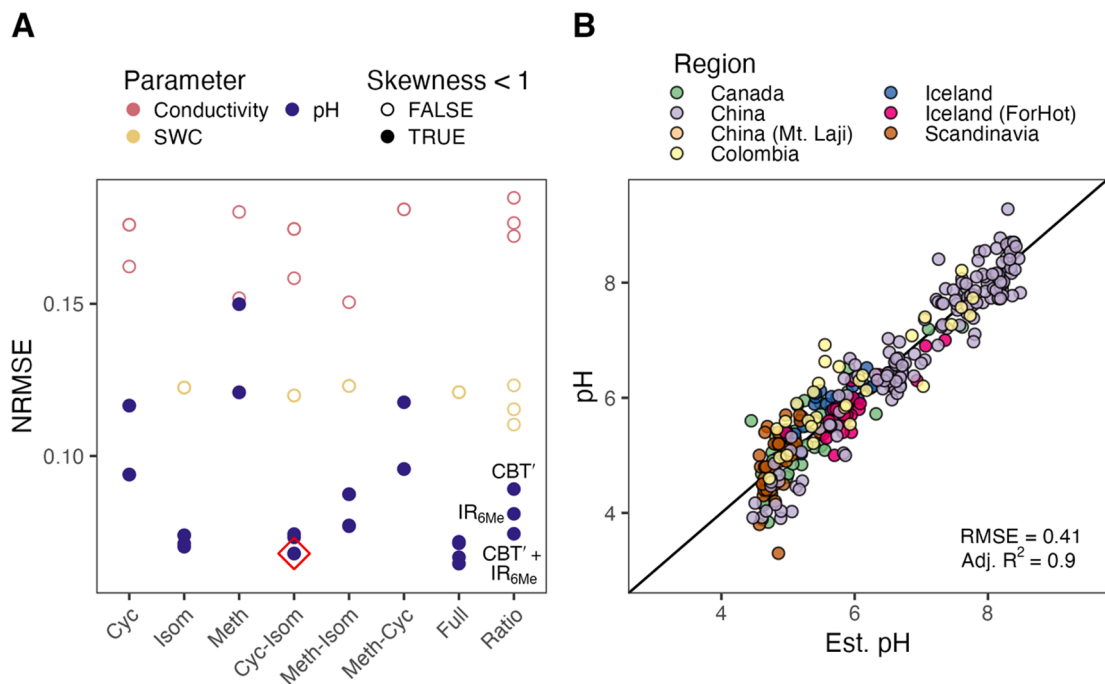 A
Parameter
Conductivity
pH
SWC
Skewness < 1
FALSE
TRUE
NRMSE
0.15
0.10
CBT′
IR6Me
CBT′ +
IR6Me
Cyc
Isom
Meth
Cyc-Isom
Meth-Isom
Meth-Cyc
Full
Ratio
B
Region
Canada
China
China (Mt. Laji)
Colombia
Iceland
Iceland (ForHot)
Scandinavia
pH
8
6
4
RMSE = 0.41
Adj. R² = 0.9
4
6
8
Est. pH